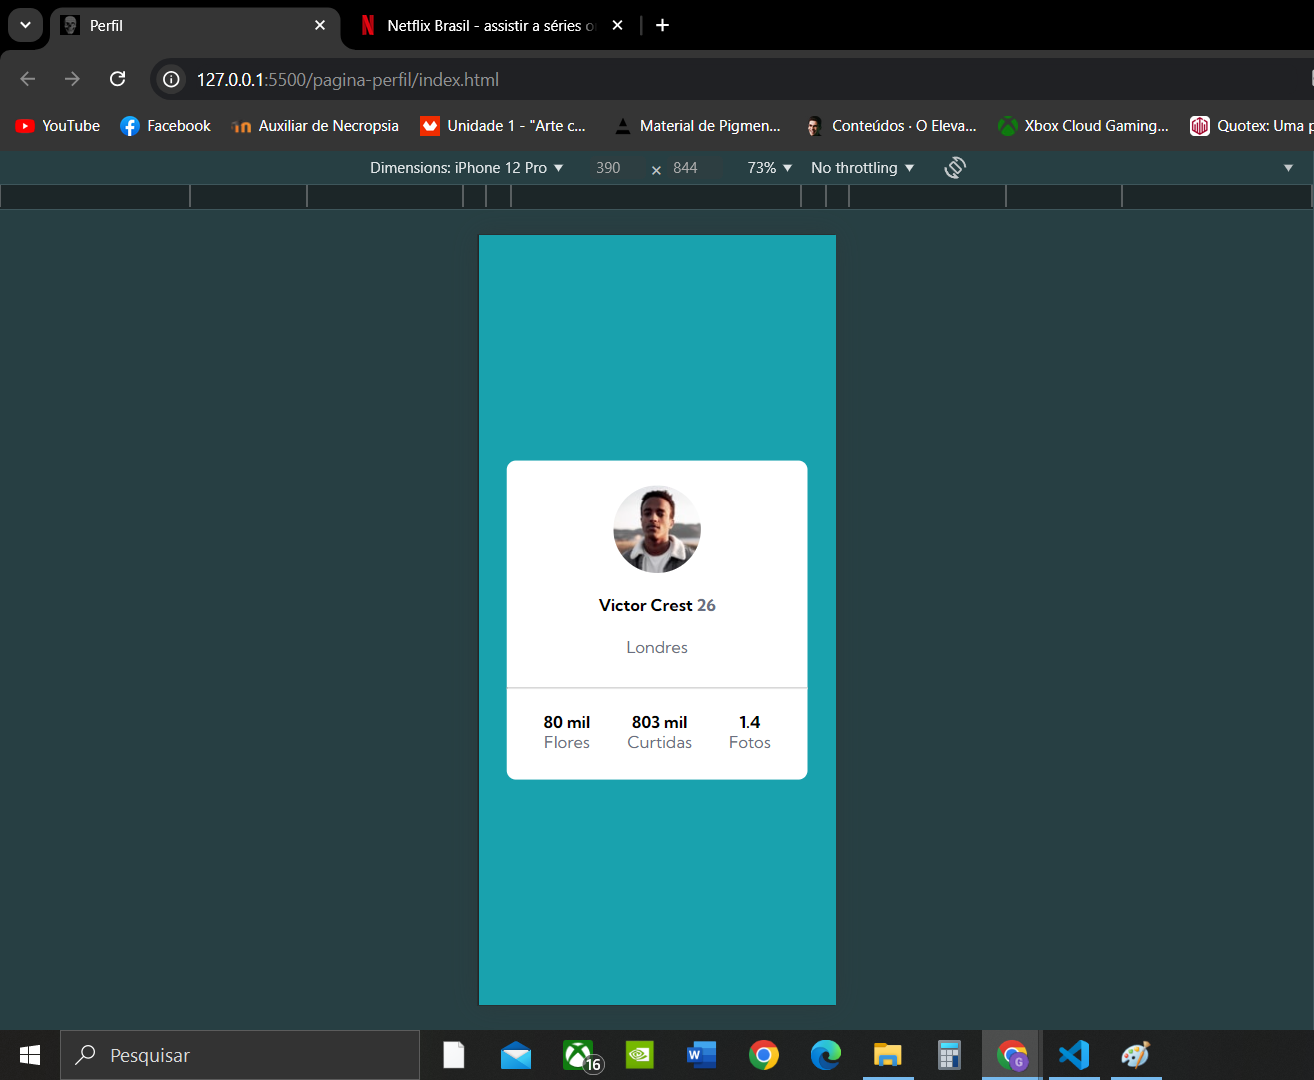 Perfil
Netflix Brasil - assistir a séries o
127.0.0.1:5500/pagina-perfil/index.html
YouTube Facebook Auxiliar de Necropsia Unidade 1 - "Arte c... Material de Pigmen... Conteúdos · O Eleva... Xbox Cloud Gaming... Quotex: Uma p
Dimensions: iPhone 12 Pro 390 × 844 73% No throttling
Victor Crest 26
Londres
80 mil 803 mil 1.4
Flores Curtidas Fotos
Pesquisar
16
W
G